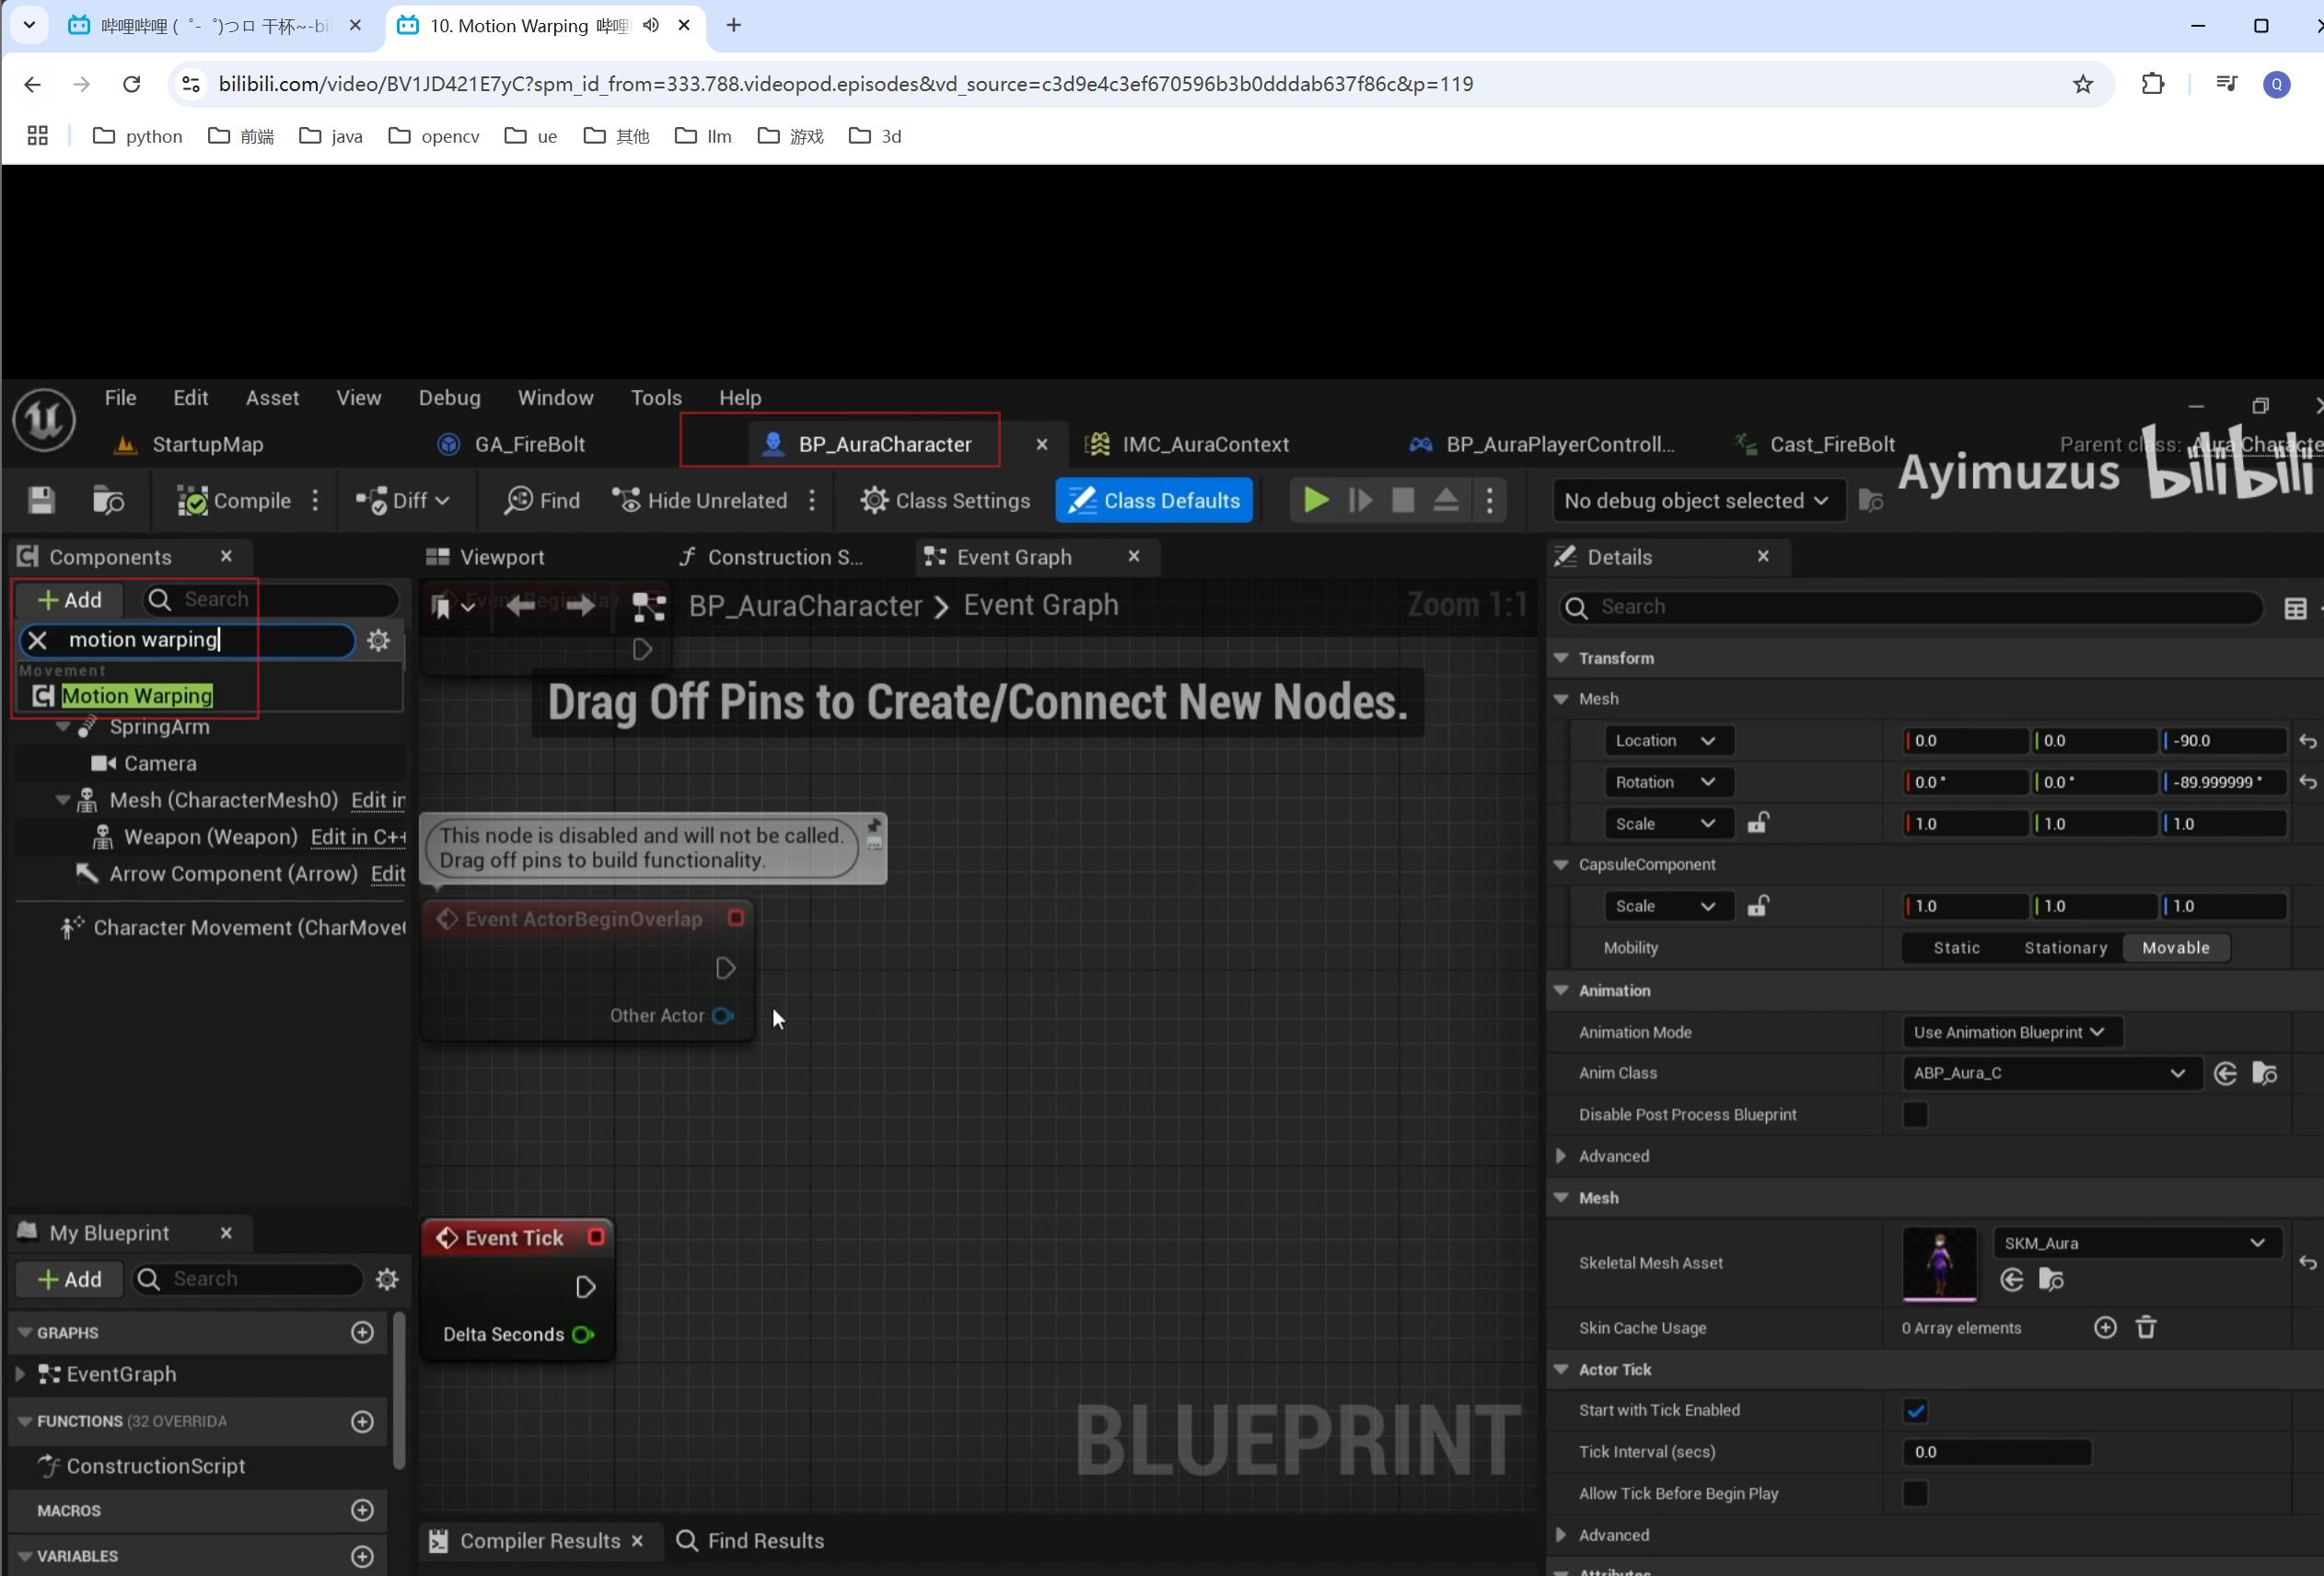 哔哩哔哩 (゜-゜)つロ 干杯~-bi
10. Motion Warping 哔哩
bilibili.com/video/BV1JD421E7yC?spm_id_from=333.788.videopod.episodes&vd_source=c3d9e4c3ef670596b3b0dddab637f86c&p=119
Q
python 前端 java opencv ue 其他 llm 游戏 3d
File Edit Asset View Debug Window Tools Help
StartupMap GA_FireBolt BP_AuraCharacter IMC_AuraContext BP_AuraPlayerControll... Cast_FireBolt Parent class: Aura Characte
Ayimuzus bilibili
Compile Diff Find Hide Unrelated Class Settings Class Defaults No debug object selected
Components Viewport Construction S... Event Graph Details
Add Search
Event BeginPlay
BP_AuraCharacter > Event Graph Zoom 1:1
Search
motion warping
Movement
Motion Warping
SpringArm
Camera
Mesh (CharacterMesh0) Edit in
Weapon (Weapon) Edit in C++
Arrow Component (Arrow) Edit
Character Movement (CharMove
Drag Off Pins to Create/Connect New Nodes.
This node is disabled and will not be called.
Drag off pins to build functionality.
Event ActorBeginOverlap
Other Actor
Event Tick
Delta Seconds
BLUEPRINT
Transform
Mesh
Location 0.0 0.0 -90.0
Rotation 0.0° 0.0° -89.999999°
Scale 1.0 1.0 1.0
CapsuleComponent
Scale 1.0 1.0 1.0
Mobility Static Stationary Movable
Animation
Animation Mode Use Animation Blueprint
Anim Class ABP_Aura_C
Disable Post Process Blueprint
Advanced
Mesh
Skeletal Mesh Asset SKM_Aura
Skin Cache Usage 0 Array elements
Actor Tick
Start with Tick Enabled
Tick Interval (secs) 0.0
Allow Tick Before Begin Play
Advanced
My Blueprint
Add Search
GRAPHS
EventGraph
FUNCTIONS (32 OVERRIDA
ConstructionScript
MACROS
VARIABLES
Compiler Results Find Results